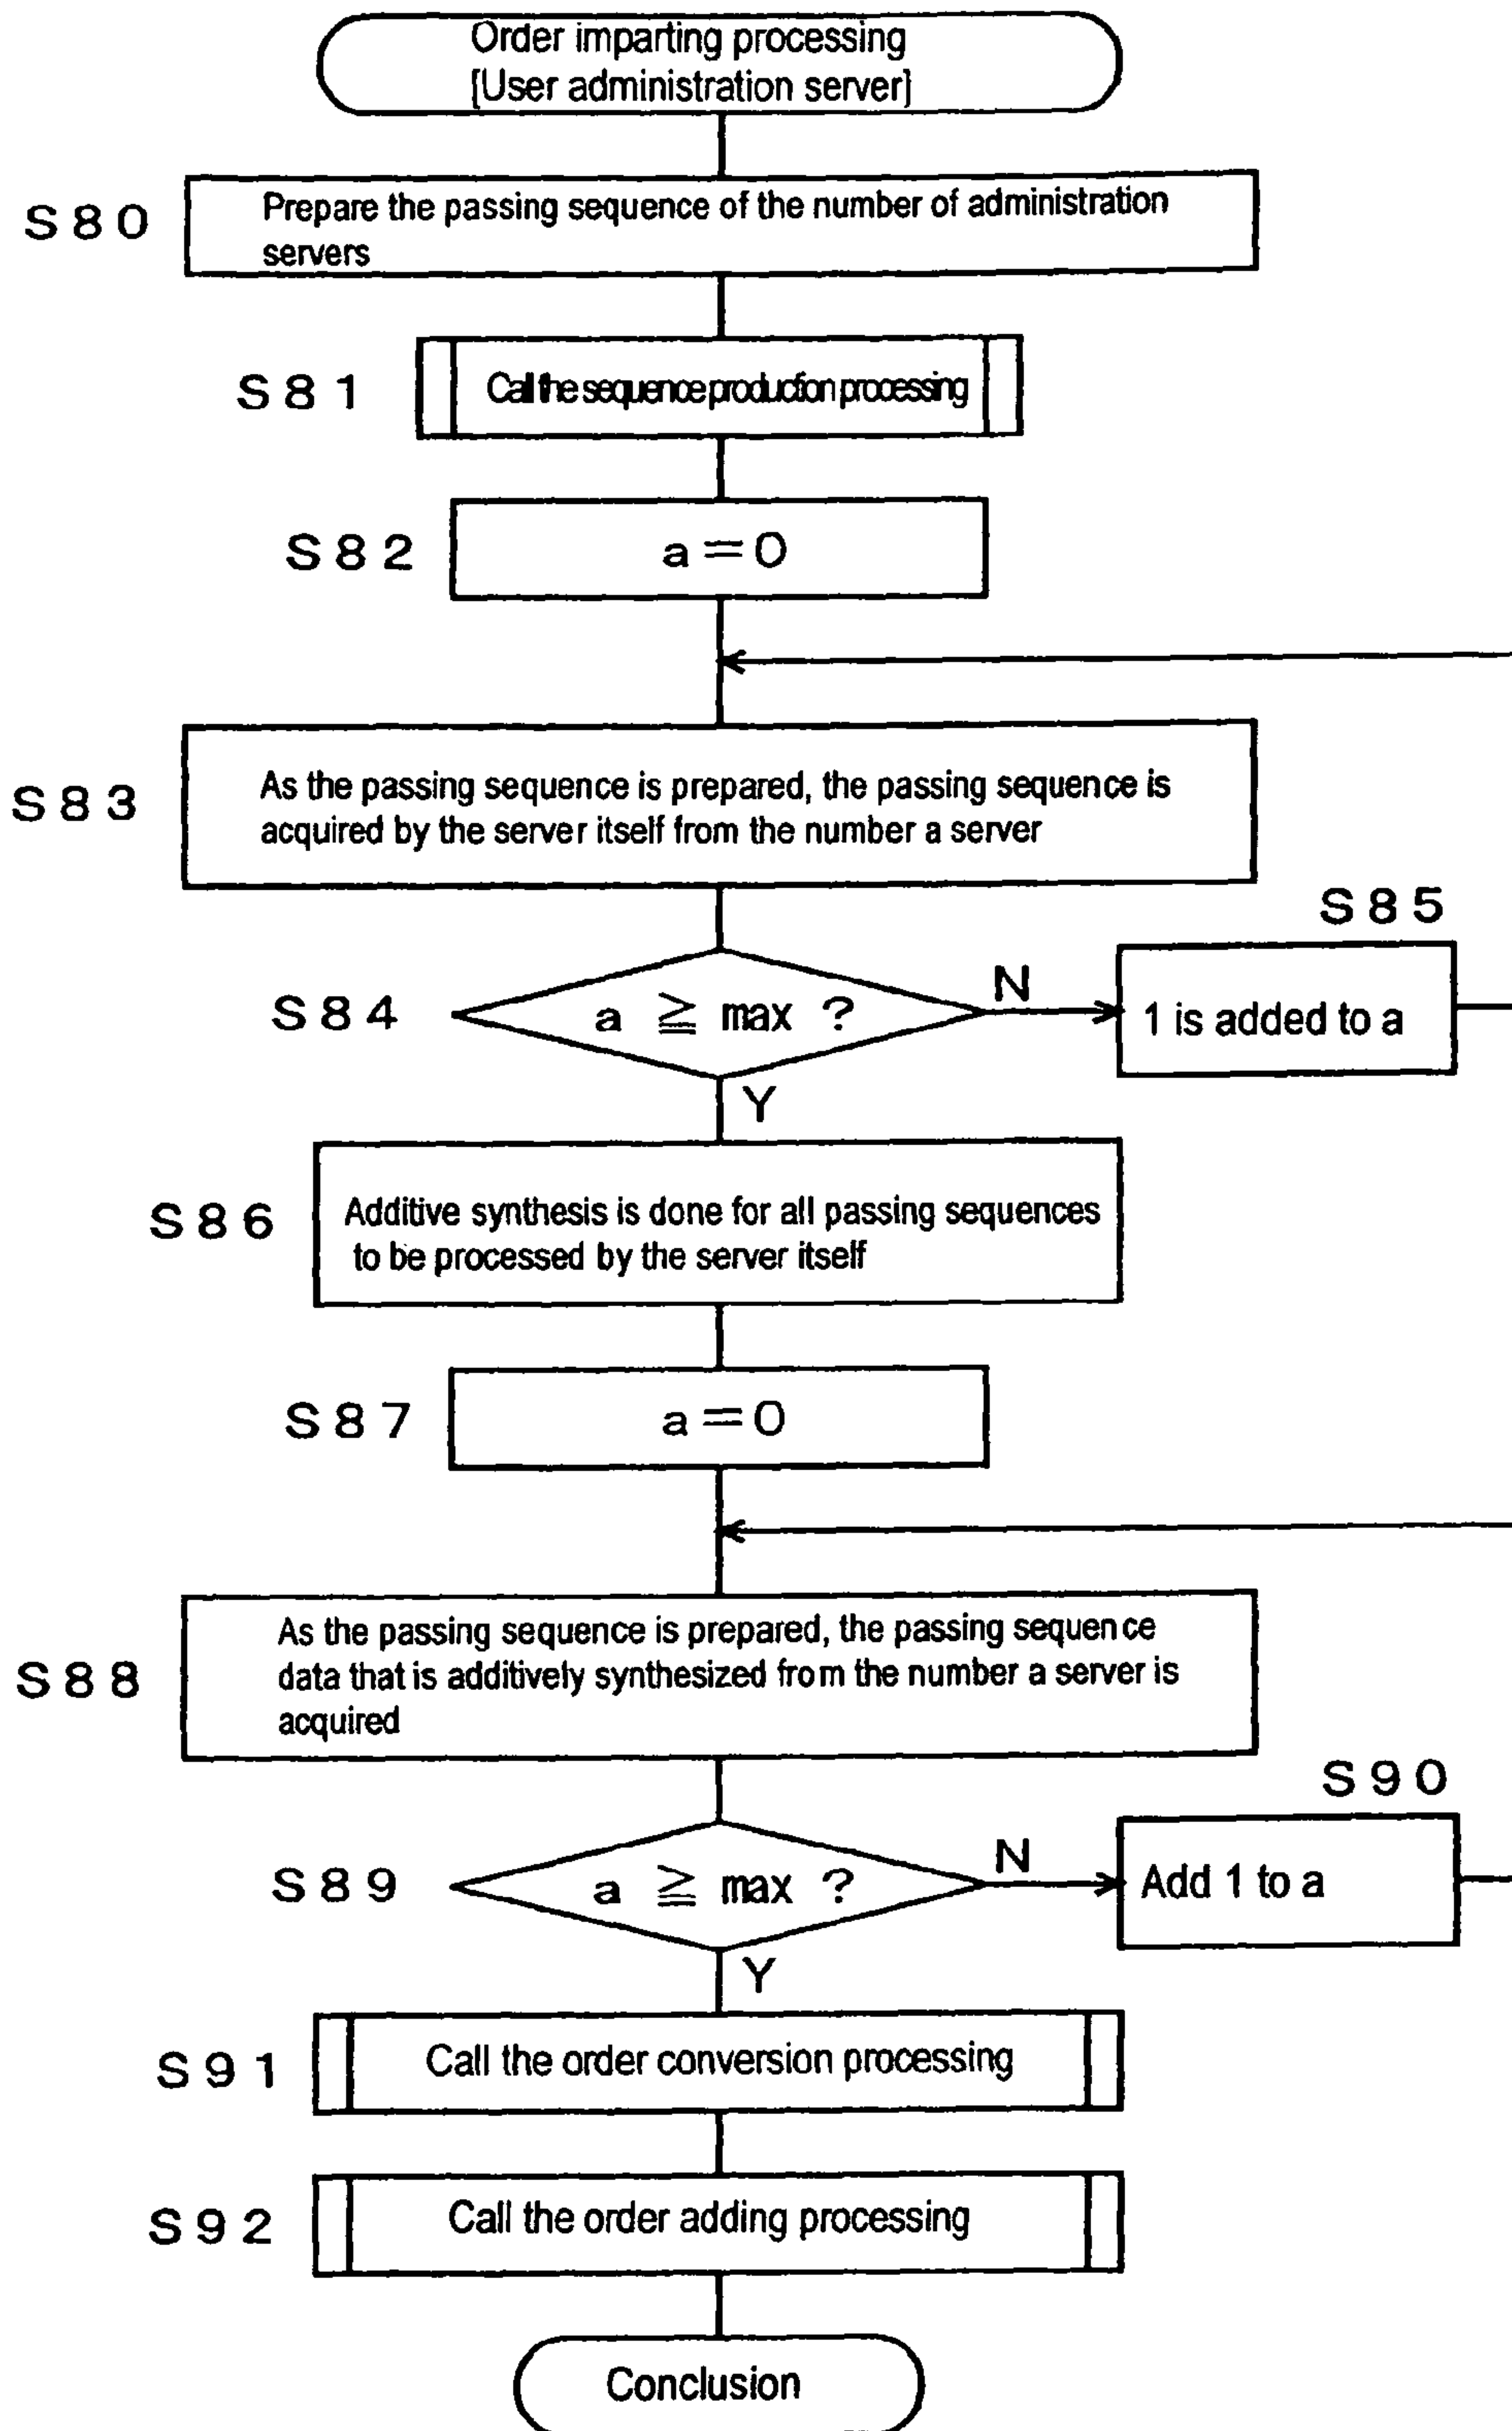 Order imparting processing
[User administration server]
S80
Prepare the passing sequence of the number of administration
servers
S81
Call the sequence production processing
S82
a=0
S83
As the passing sequence is prepared, the passing sequence is
acquired by the server itself from the number a server
S85
S84
a ≧ max ?
N
1 is added to a
Y
S86
Additive synthesis is done for all passing sequences
to be processed by the server itself
S87
a=0
S88
As the passing sequence is prepared, the passing sequence
data that is additively synthesized from the number a server is
acquired
S90
S89
a ≧ max ?
N
Add 1 to a
Y
S91
Call the order conversion processing
S92
Call the order adding processing
Conclusion